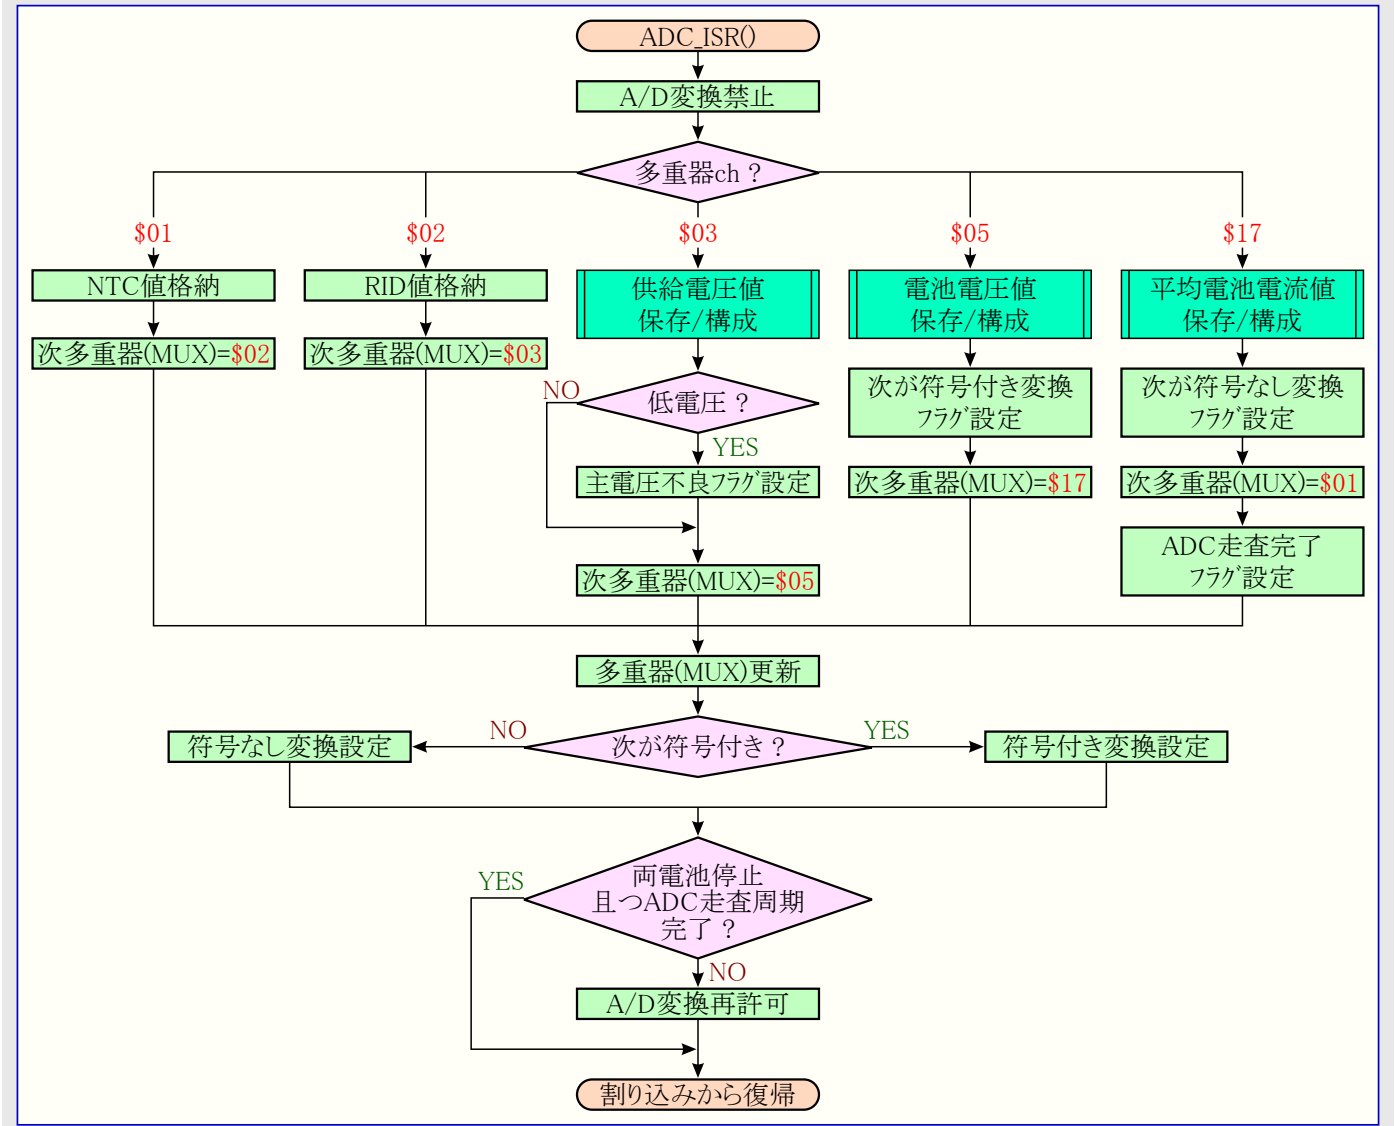 ADC_ISR()
A/D変換禁止
多重器ch ?
$01
$02
$03
$05
$17
NTC値格納
RID値格納
供給電圧値
保存/構成
電池電圧値
保存/構成
平均電池電流値
保存/構成
次多重器(MUX)=$02
次多重器(MUX)=$03
NO
低電圧 ?
YES
次が符号付き変換
フラグ設定
次が符号なし変換
フラグ設定
主電圧不良フラグ設定
次多重器(MUX)=$17
次多重器(MUX)=$01
ADC走査完了
フラグ設定
次多重器(MUX)=$05
多重器(MUX)更新
NO
次が符号付き ?
YES
符号なし変換設定
符号付き変換設定
両電池停止
且つADC走査周期
完了 ?
YES
NO
A/D変換再許可
割り込みから復帰